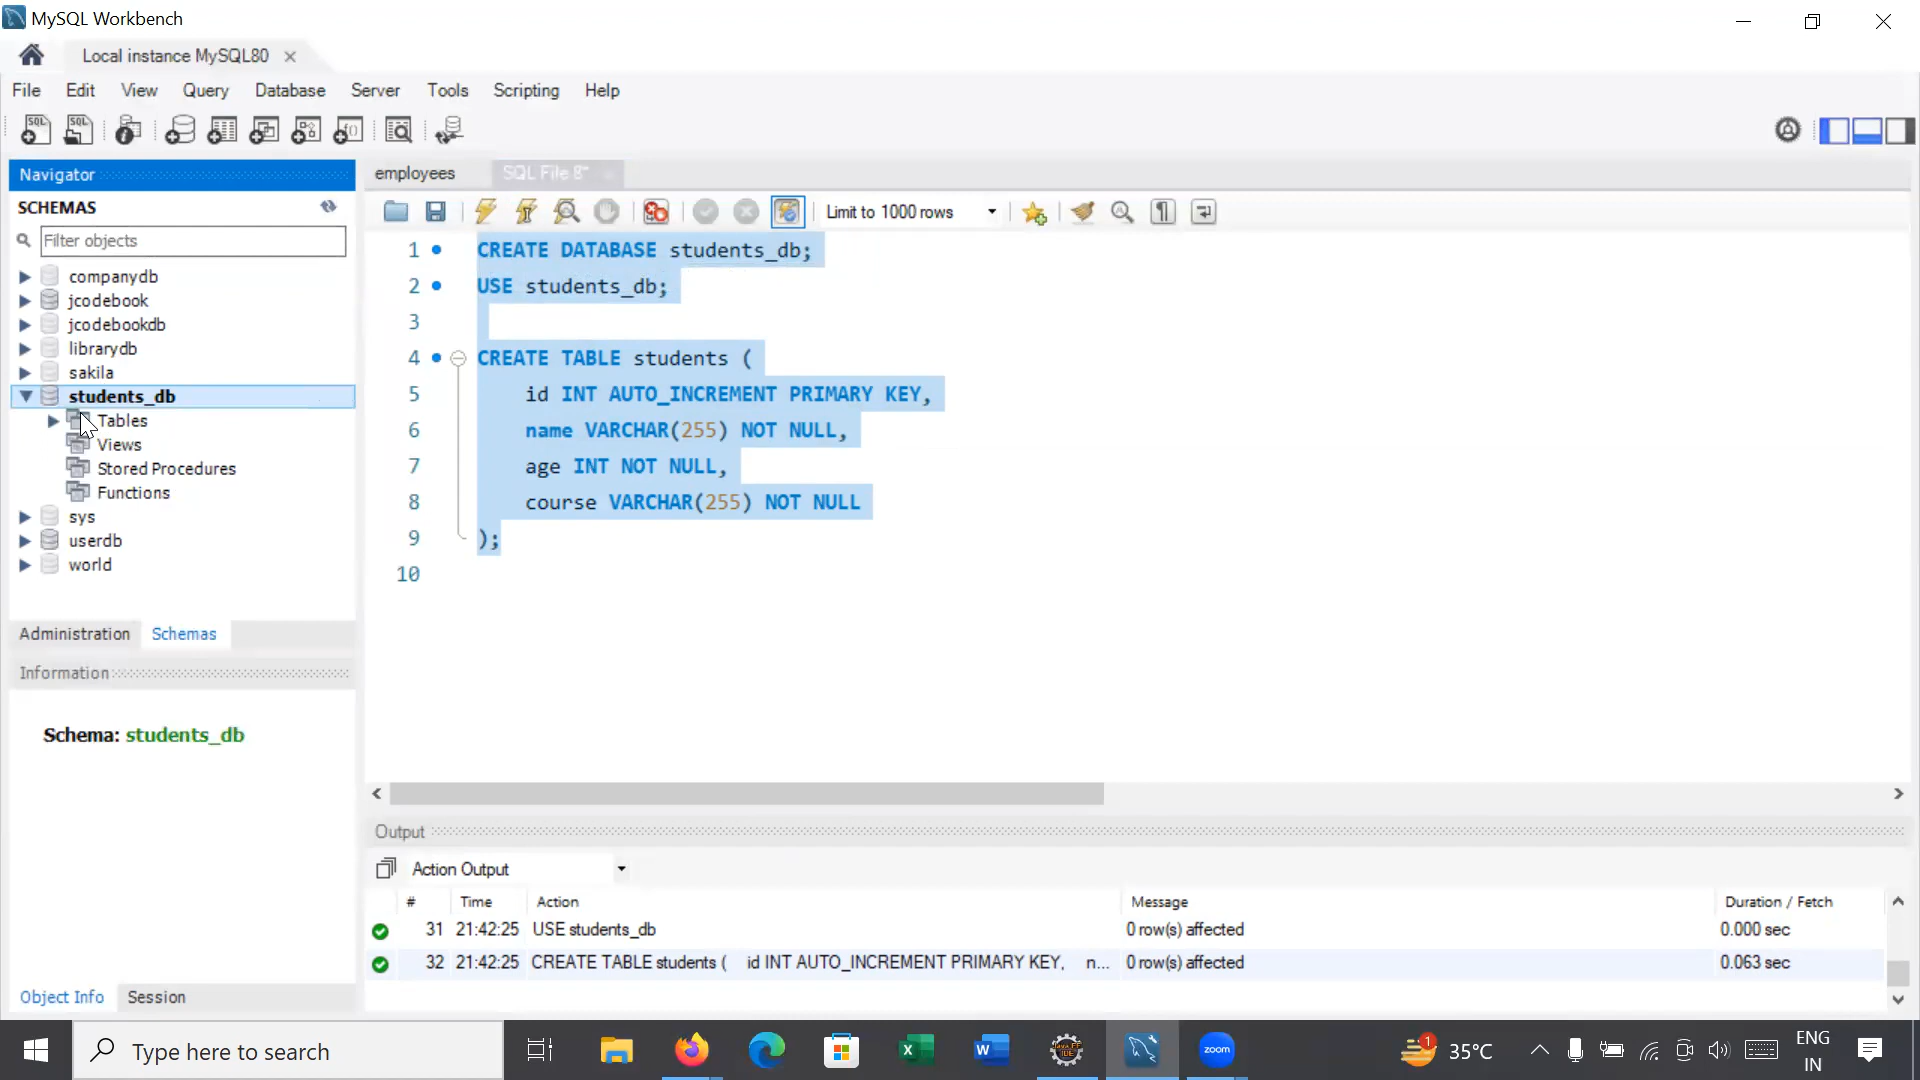 MySQL Workbench
Local instance MySQL80
File Edit View Query Database Server Tools Scripting Help
Navigator
SCHEMAS
Filter objects
companydb
jcodebook
jcodebookdb
librarydb
sakila
students_db
Tables
Views
Stored Procedures
Functions
sys
userdb
world
Administration Schemas
Information
Schema: students_db
Object Info Session
employees SQL File 8*
Limit to 1000 rows
1 CREATE DATABASE students_db;
2 USE students_db;
3
4 CREATE TABLE students (
5 id INT AUTO_INCREMENT PRIMARY KEY,
6 name VARCHAR(255) NOT NULL,
7 age INT NOT NULL,
8 course VARCHAR(255) NOT NULL
9 );
10
Output
Action Output
# Time Action Message Duration / Fetch
31 21:42:25 USE students_db 0 row(s) affected 0.000 sec
32 21:42:25 CREATE TABLE students ( id INT AUTO_INCREMENT PRIMARY KEY, n... 0 row(s) affected 0.063 sec
Type here to search
zoom
1
35°C
ENG
IN